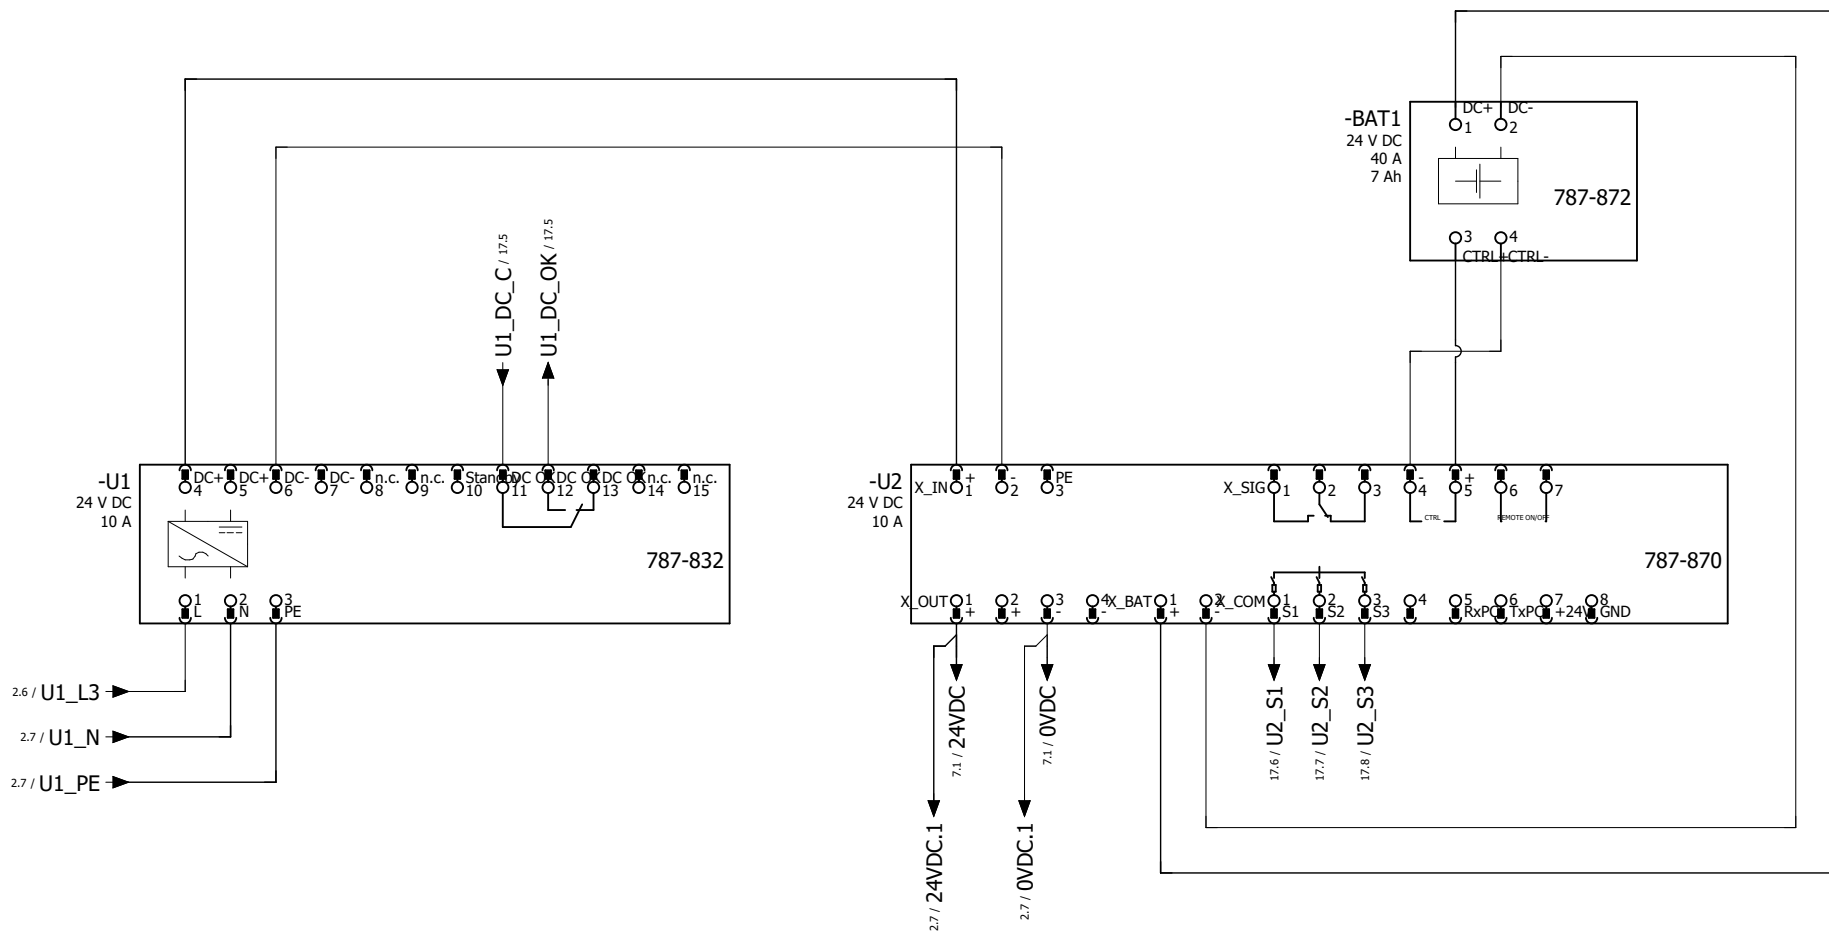 -BAT1
24 V DC
40 A
7 Ah
DC+ DC-
1 2
787-872
3 4
CTRL+ CTRL-
U1_DC_C / 17.5
U1_DC_OK / 17.5
-U1
24 V DC
10 A
DC+ DC+ DC- DC- n.c. n.c. Standby DC OK DC OK DC OK n.c. n.c.
4 5 6 7 8 9 10 11 12 13 14 15
787-832
1 2 3
L N PE
2.6 / U1_L3
2.7 / U1_N
2.7 / U1_PE
-U2
24 V DC
10 A
X_IN
+ - PE
1 2 3
X_SIG
- +
1 2 3 4 5 6 7
CTRL
REMOTE ON/OFF
787-870
X_OUT 1 2 3 4
+ + - -
X_BAT 1 2
+ -
X_COM 1 2 3 4 5 6 7 8
S1 S2 S3 RxPC TxPC +24V GND
7.1 / 24VDC
7.1 / 0VDC
2.7 / 24VDC.1
2.7 / 0VDC.1
17.6 / U2_S1
17.7 / U2_S2
17.8 / U2_S3